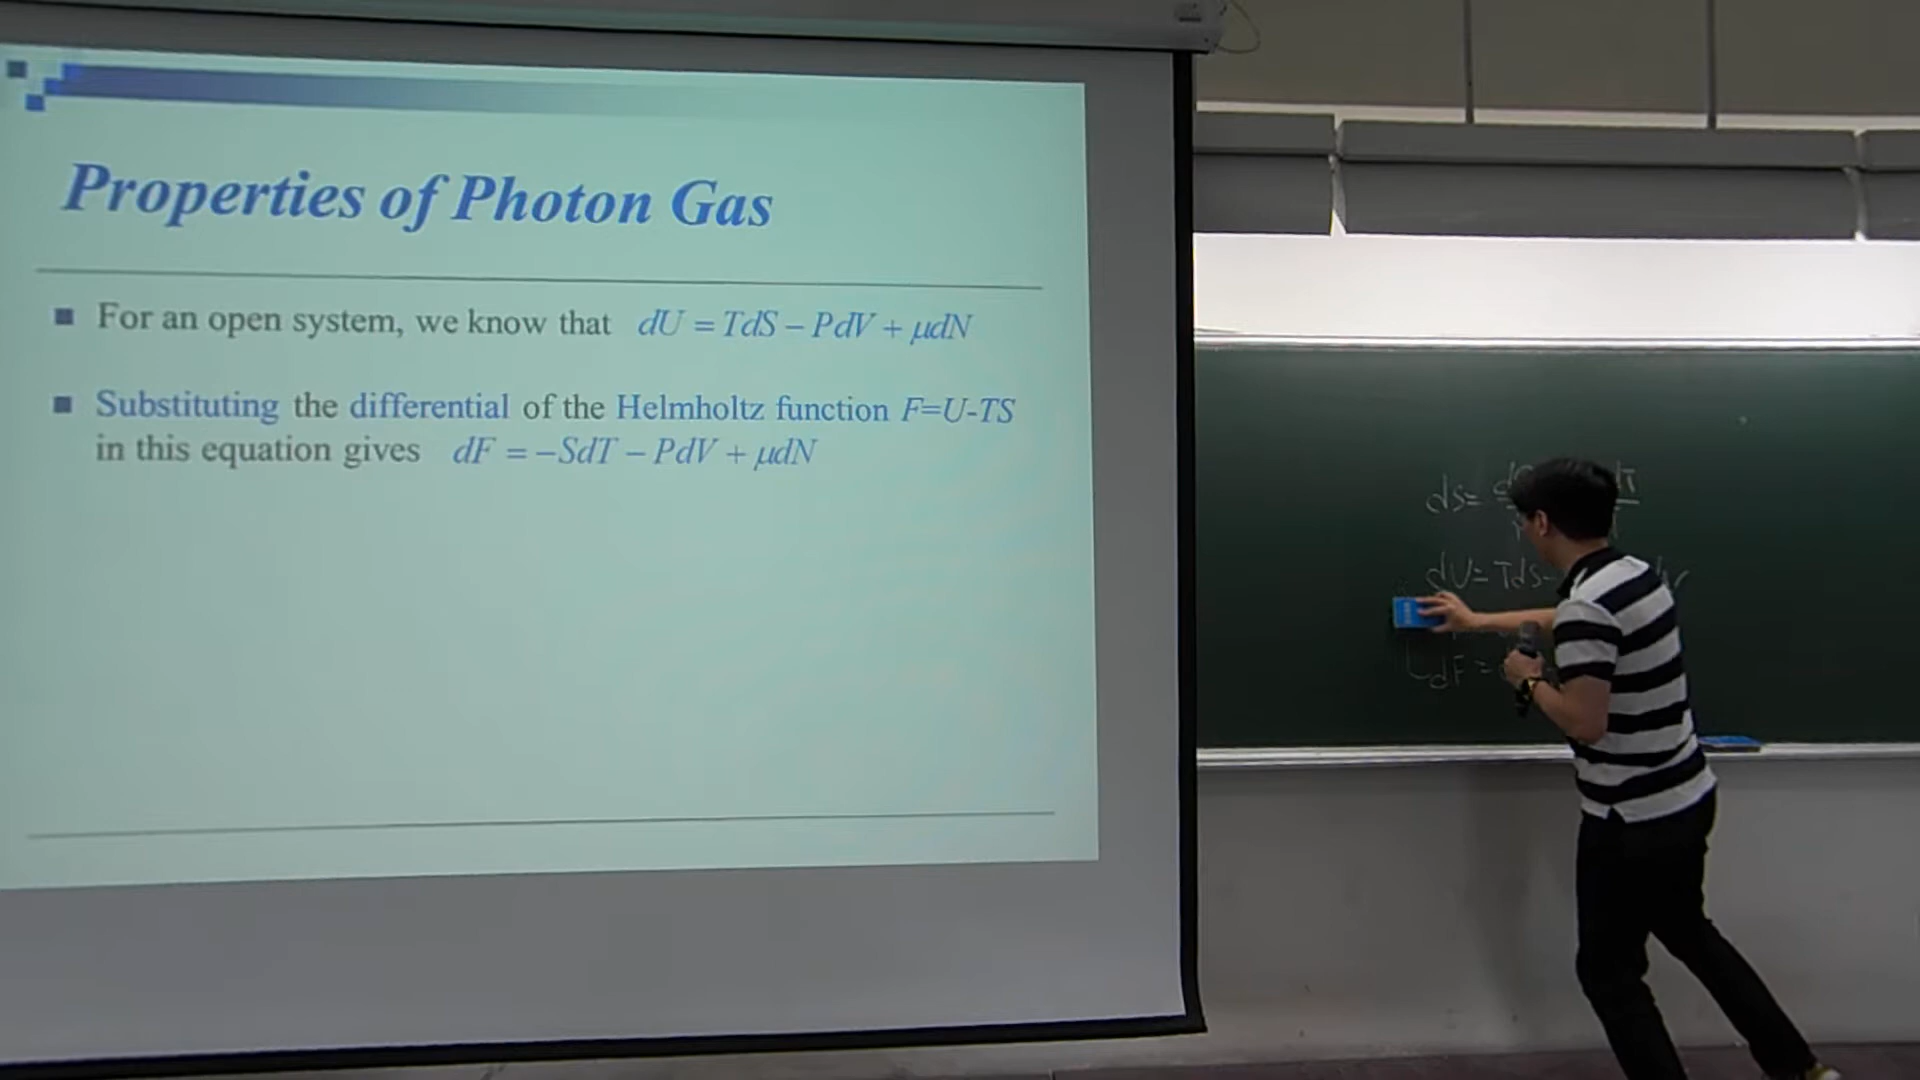 Properties of Photon Gas
For an open system, we know that dU = TdS – PdV + μdN
Substituting the differential of the Helmholtz function F=U-TS
in this equation gives dF = –SdT – PdV + μdN
dS=
dU= TdS-
dF =